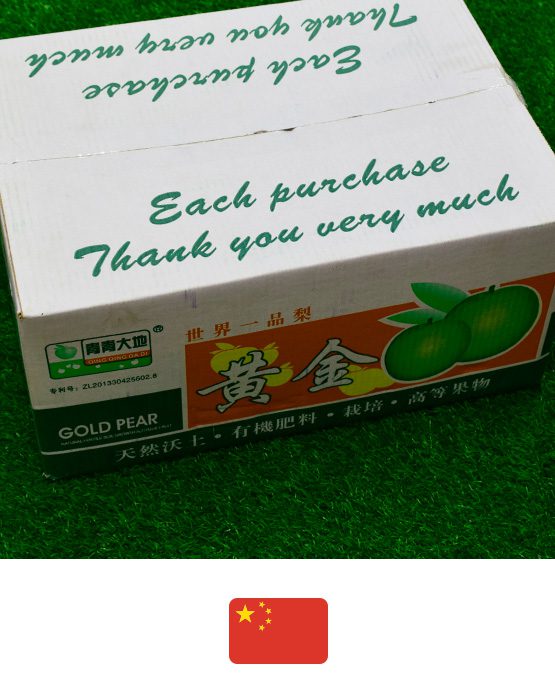 Thank you very much
Each purchase
Each purchase
Thank you very much
世界一品梨
青青大地
®
QING QING DA DI
专利号：ZL201330425602.8
黄金
GOLD PEAR
天然沃土・有機肥料・栽培・高等果物